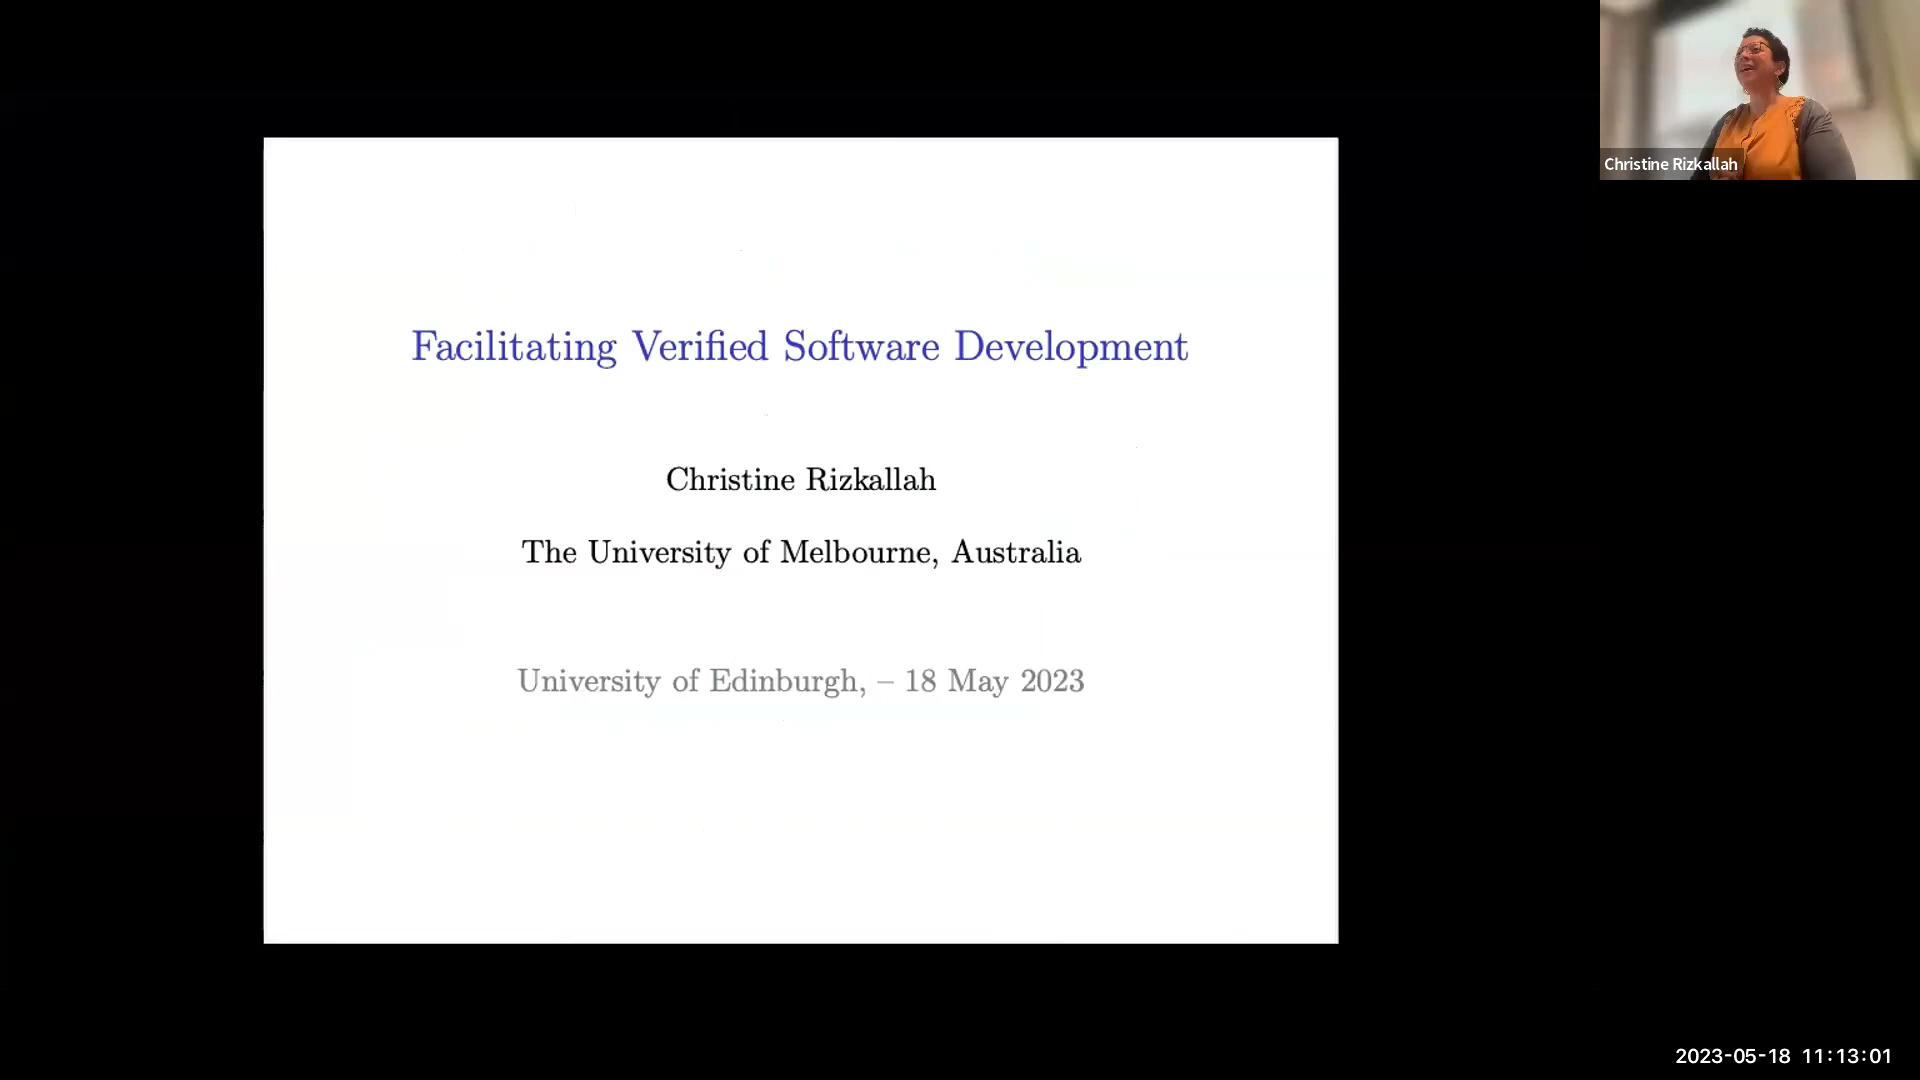 Christine Rizkallah
Facilitating Verified Software Development
Christine Rizkallah
The University of Melbourne, Australia
University of Edinburgh, – 18 May 2023
2023-05-18 11:13:01